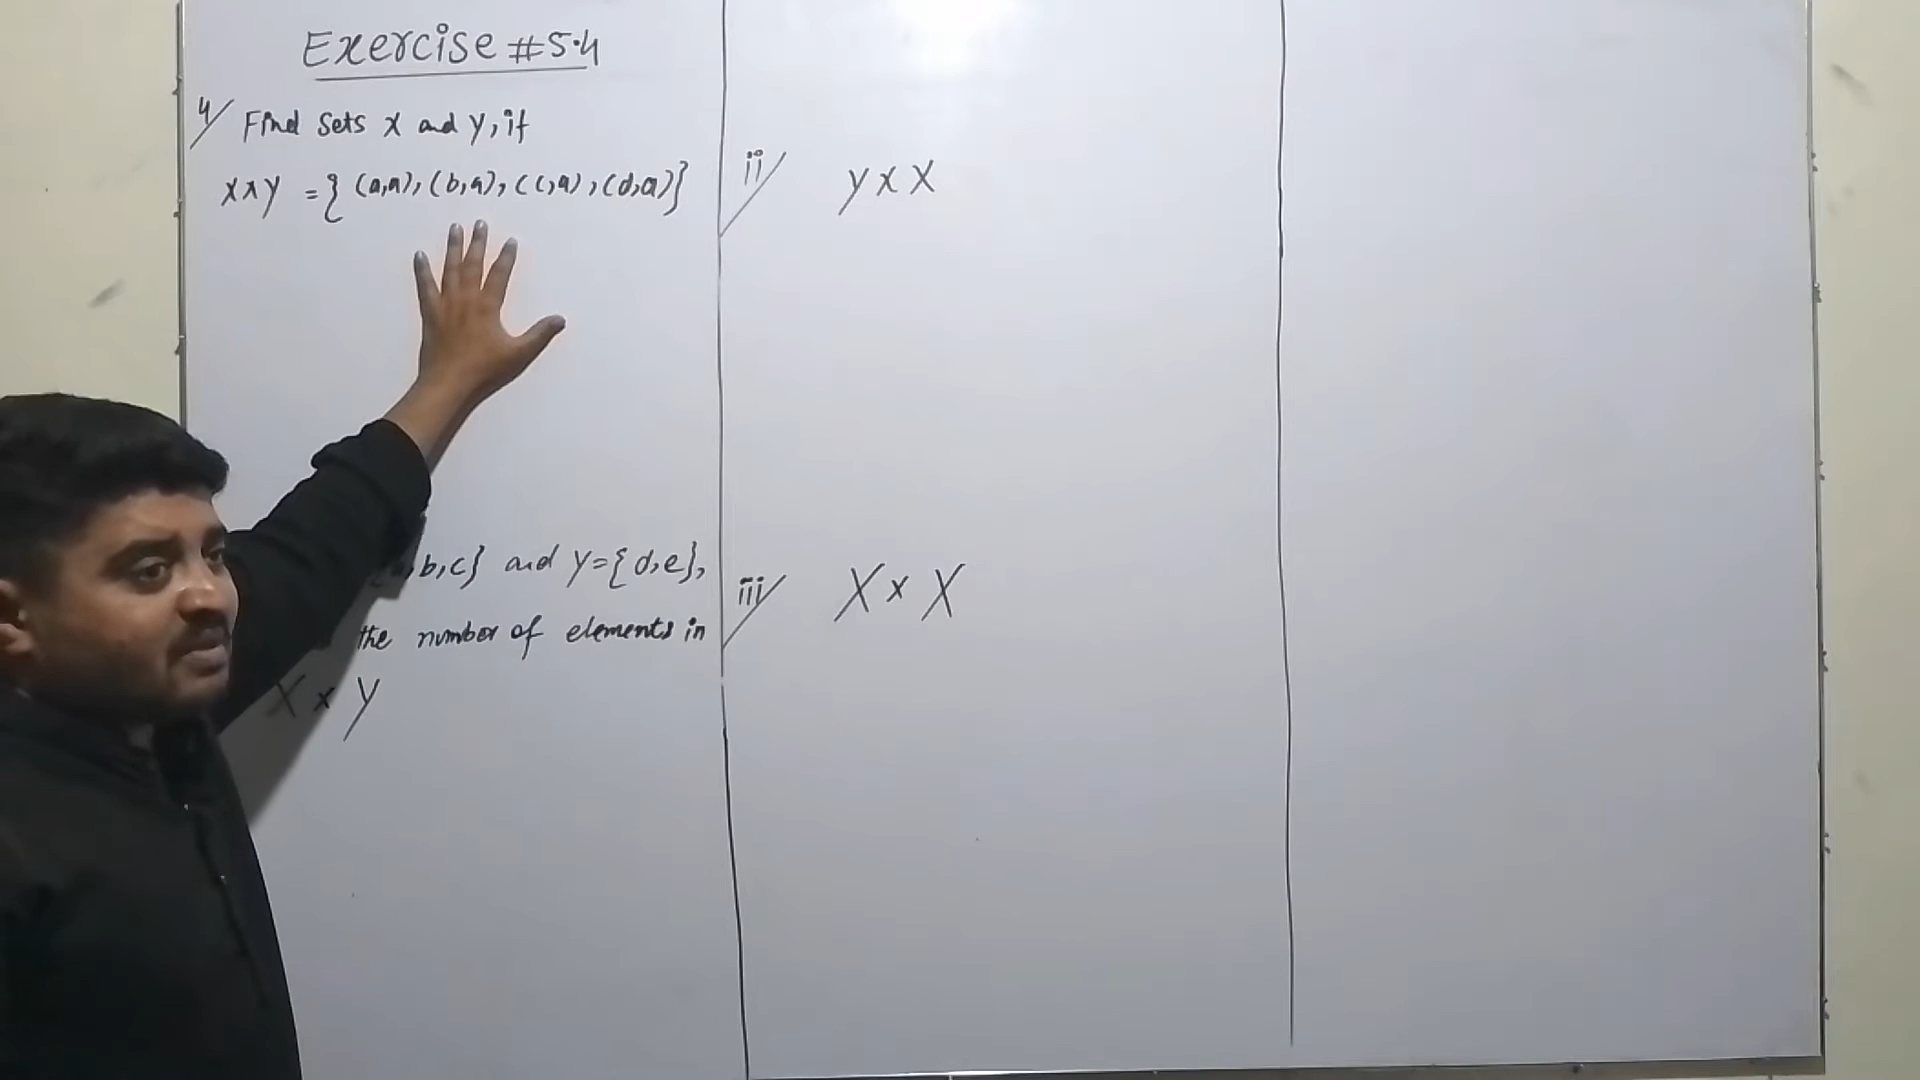 Exercise #5.4
4/ Find sets X and Y, if
X×Y = { (a,a), (b,a), (c,a), (d,a)}
b,c} and Y={d,e},
the number of elements in
X × Y
ii/ Y×X
iii/ X × X